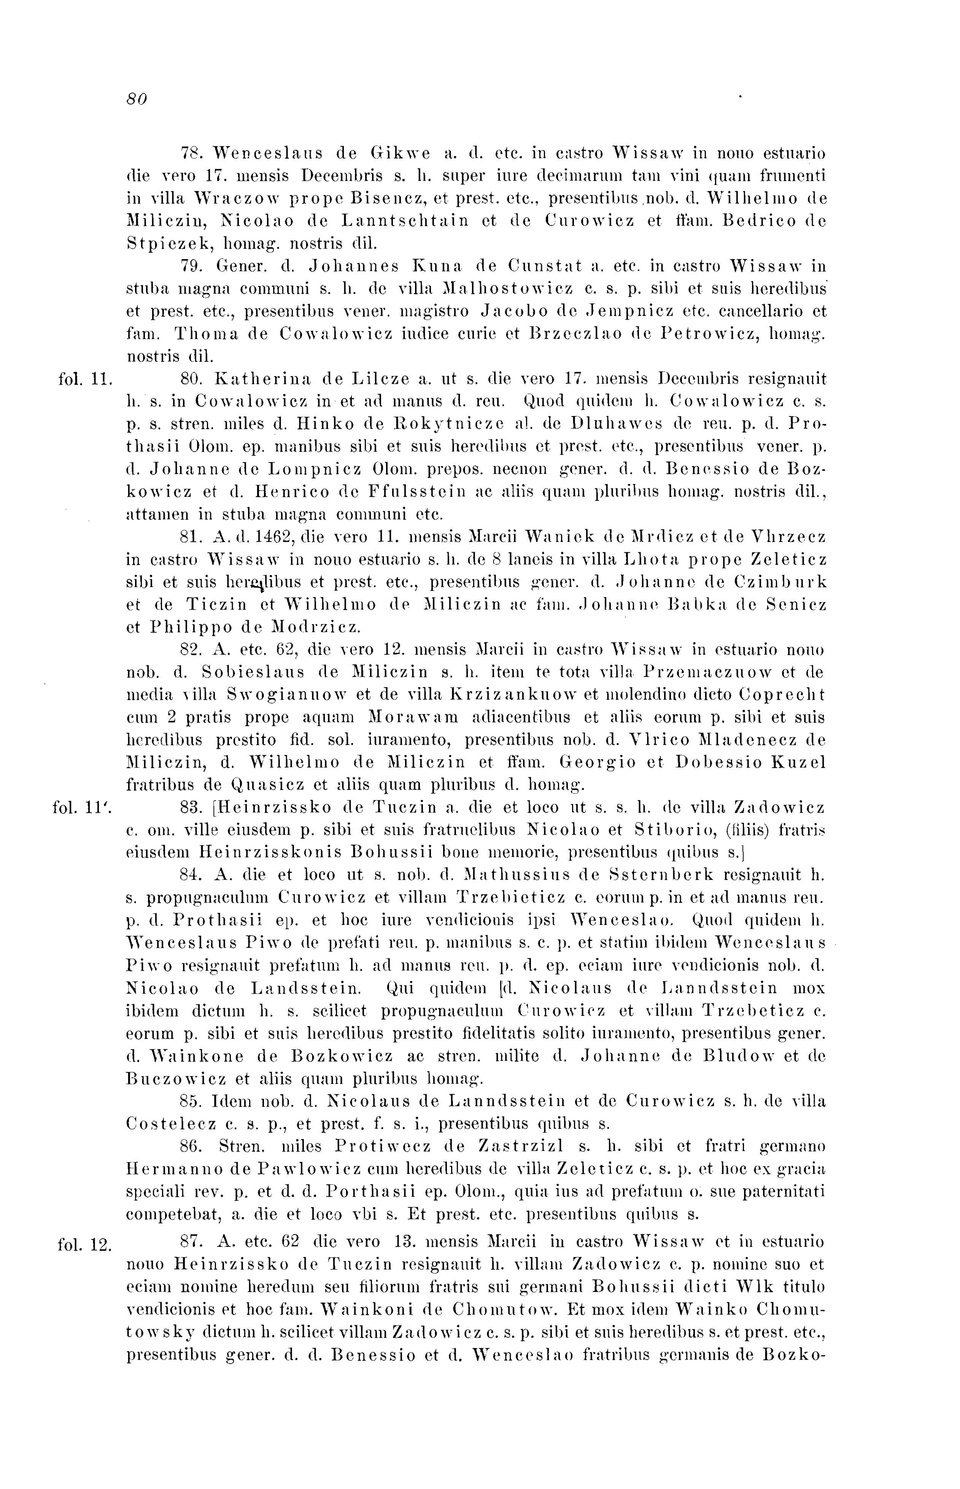 80
78. Wenceslaus de Gikwe a. d. etc. in castro Wissaw in nouo estuario
die vero 17. mensis Decembris s. h. super iure decimarum tam vini quam frumenti
in villa Wraczow prope Bisencz, et prest. etc., presentibus nob. d. Wilhelmo de
Miliczin, Nicolao de Lanntschtain et de Curowicz et ffam. Bedrico de
Stpiczek, homag. nostris dil.
79. Gener. d. Johannes Kuna de Cunstat a. etc. in castro Wissaw in
stuba magna communi s. h. de villa Malhostowicz c. s. p. sibi et suis heredibus
et prest. etc., presentibus vener. magistro Jacobo de Jempnicz etc. cancellario et
fam. Thoma de Cowalowicz iudice curie et Brzeczlao de Petrowicz, homag.
nostris dil.
fol. 11. 80. Katherina de Lilcze a. ut s. die vero 17. mensis Decembris resignauit
h. s. in Cowalowicz in et ad manus d. reu. Quod quidem h. Cowalowicz c. s.
p. s. stren. miles d. Hinko de Rokytnicze al. de Dluhawes de reu. p. d. Pro-
thasii Olom. ep. manibus sibi et suis heredibus et prest. etc., presentibus vener. p.
d. Johanne de Lompnicz Olom. prepos. necnon gener. d. d. Benessio de Boz-
kowicz et d. Henrico de Ffulsstein ac aliis quam pluribus homag. nostris dil.,
attamen in stuba magna communi etc.
81. A. d. 1462, die vero 11. mensis Marcii Waniek de Mrdicz et de Vhrzecz
in castro Wissaw in nouo estuario s. h. de 8 laneis in villa Lhota prope Zeleticz
sibi et suis heredibus et prest. etc., presentibus gener. d. Johanne de Czimburk
et de Ticzin et Wilhelmo de Miliczin ac fam. Johanne Babka de Senicz
et Philippo de Modrzicz.
82. A. etc. 62, die vero 12. mensis Marcii in castro Wissaw in estuario nouo
nob. d. Sobieslaus de Miliczin s. h. item te tota villa Przemaczuow et de
media villa Swogianuow et de villa Krzizankuow et molendino dicto Coprecht
cum 2 pratis prope aquam Morawam adiacentibus et aliis eorum p. sibi et suis
heredibus prestito fid. sol. iuramento, presentibus nob. d. Vlrico Mladenecz de
Miliczin, d. Wilhelmo de Miliczin et ffam. Georgio et Dobessio Kuzel
fratribus de Quasicz et aliis quam pluribus d. homag.
fol. 11'. 83. [Heinrzissko de Tuczin a. die et loco ut s. s. h. de villa Zadowicz
c. om. ville eiusdem p. sibi et suis fratruelibus Nicolao et Stiborio, (filiis) fratris
eiusdem Heinrzisskonis Bohussii bone memorie, presentibus quibus s.]
84. A. die et loco ut s. nob. d. Mathussius de Ssternberk resignauit h.
s. propugnaculum Curowicz et villam Trzebieticz c. eorum p. in et ad manus reu.
p. d. Prothasii ep. et hoc iure vendicionis ipsi Wenceslao. Quod quidem h.
Wenceslaus Piwo de prefati reu. p. manibus s. c. p. et statim ibidem Wenceslaus
Piwo resignauit prefatum h. ad manus reu. p. d. ep. eciam iure vendicionis nob. d.
Nicolao de Landsstein. Qui quidem [d. Nicolaus de Lanndsstein mox
ibidem dictum h. s. scilicet propugnaculum Curowicz et villam Trzebeticz c.
eorum p. sibi et suis heredibus prestito fidelitatis solito iuramento, presentibus gener.
d. Wainkone de Bozkowicz ac stren. milite d. Johanne de Bludow et de
Buczowicz et aliis quam pluribus homag.
85. Idem nob. d. Nicolaus de Lanndsstein et de Curowicz s. h. de villa
Costelecz c. s. p., et prest. f. s. i., presentibus quibus s.
86. Stren. miles Protiwecz de Zastrzizl s. h. sibi et fratri germano
Hermanno de Pawlowicz cum heredibus de villa Zeleticz c. s. p. et hoc ex gracia
speciali rev. p. et d. d. Porthasii ep. Olom., quia ius ad prefatum o. sue paternitati
competebat, a. die et loco vbi s. Et prest. etc. presentibus quibus s.
fol. 12. 87. A. etc. 62 die vero 13. mensis Marcii in castro Wissaw et in estuario
nouo Heinrzissko de Tuczin resignauit h. villam Zadowicz c. p. nomine suo et
eciam nomine heredum seu filiorum fratris sui germani Bohussii dicti Wlk titulo
vendicionis et hoc fam. Wainkoni de Chomutow. Et mox idem Wainko Chomu-
towsky dictum h. scilicet villam Zadowicz c. s. p. sibi et suis heredibus s. et prest. etc.,
presentibus gener. d. d. Benessio et d. Wenceslao fratribus germanis de Bozko-